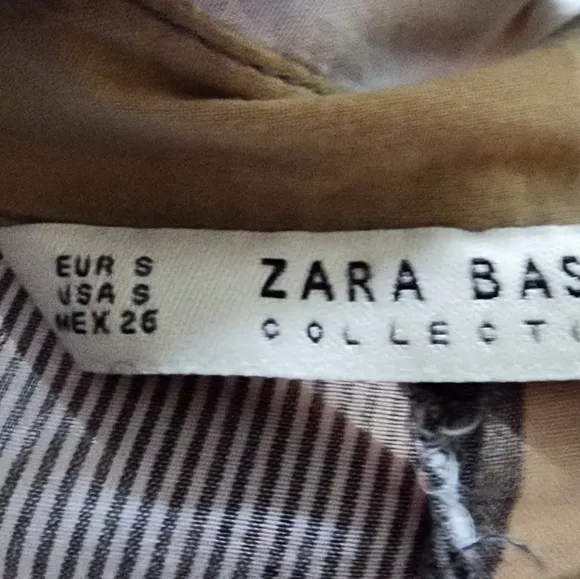 EUR S
USA S
MEX 26
ZARA BAS
COLLECT